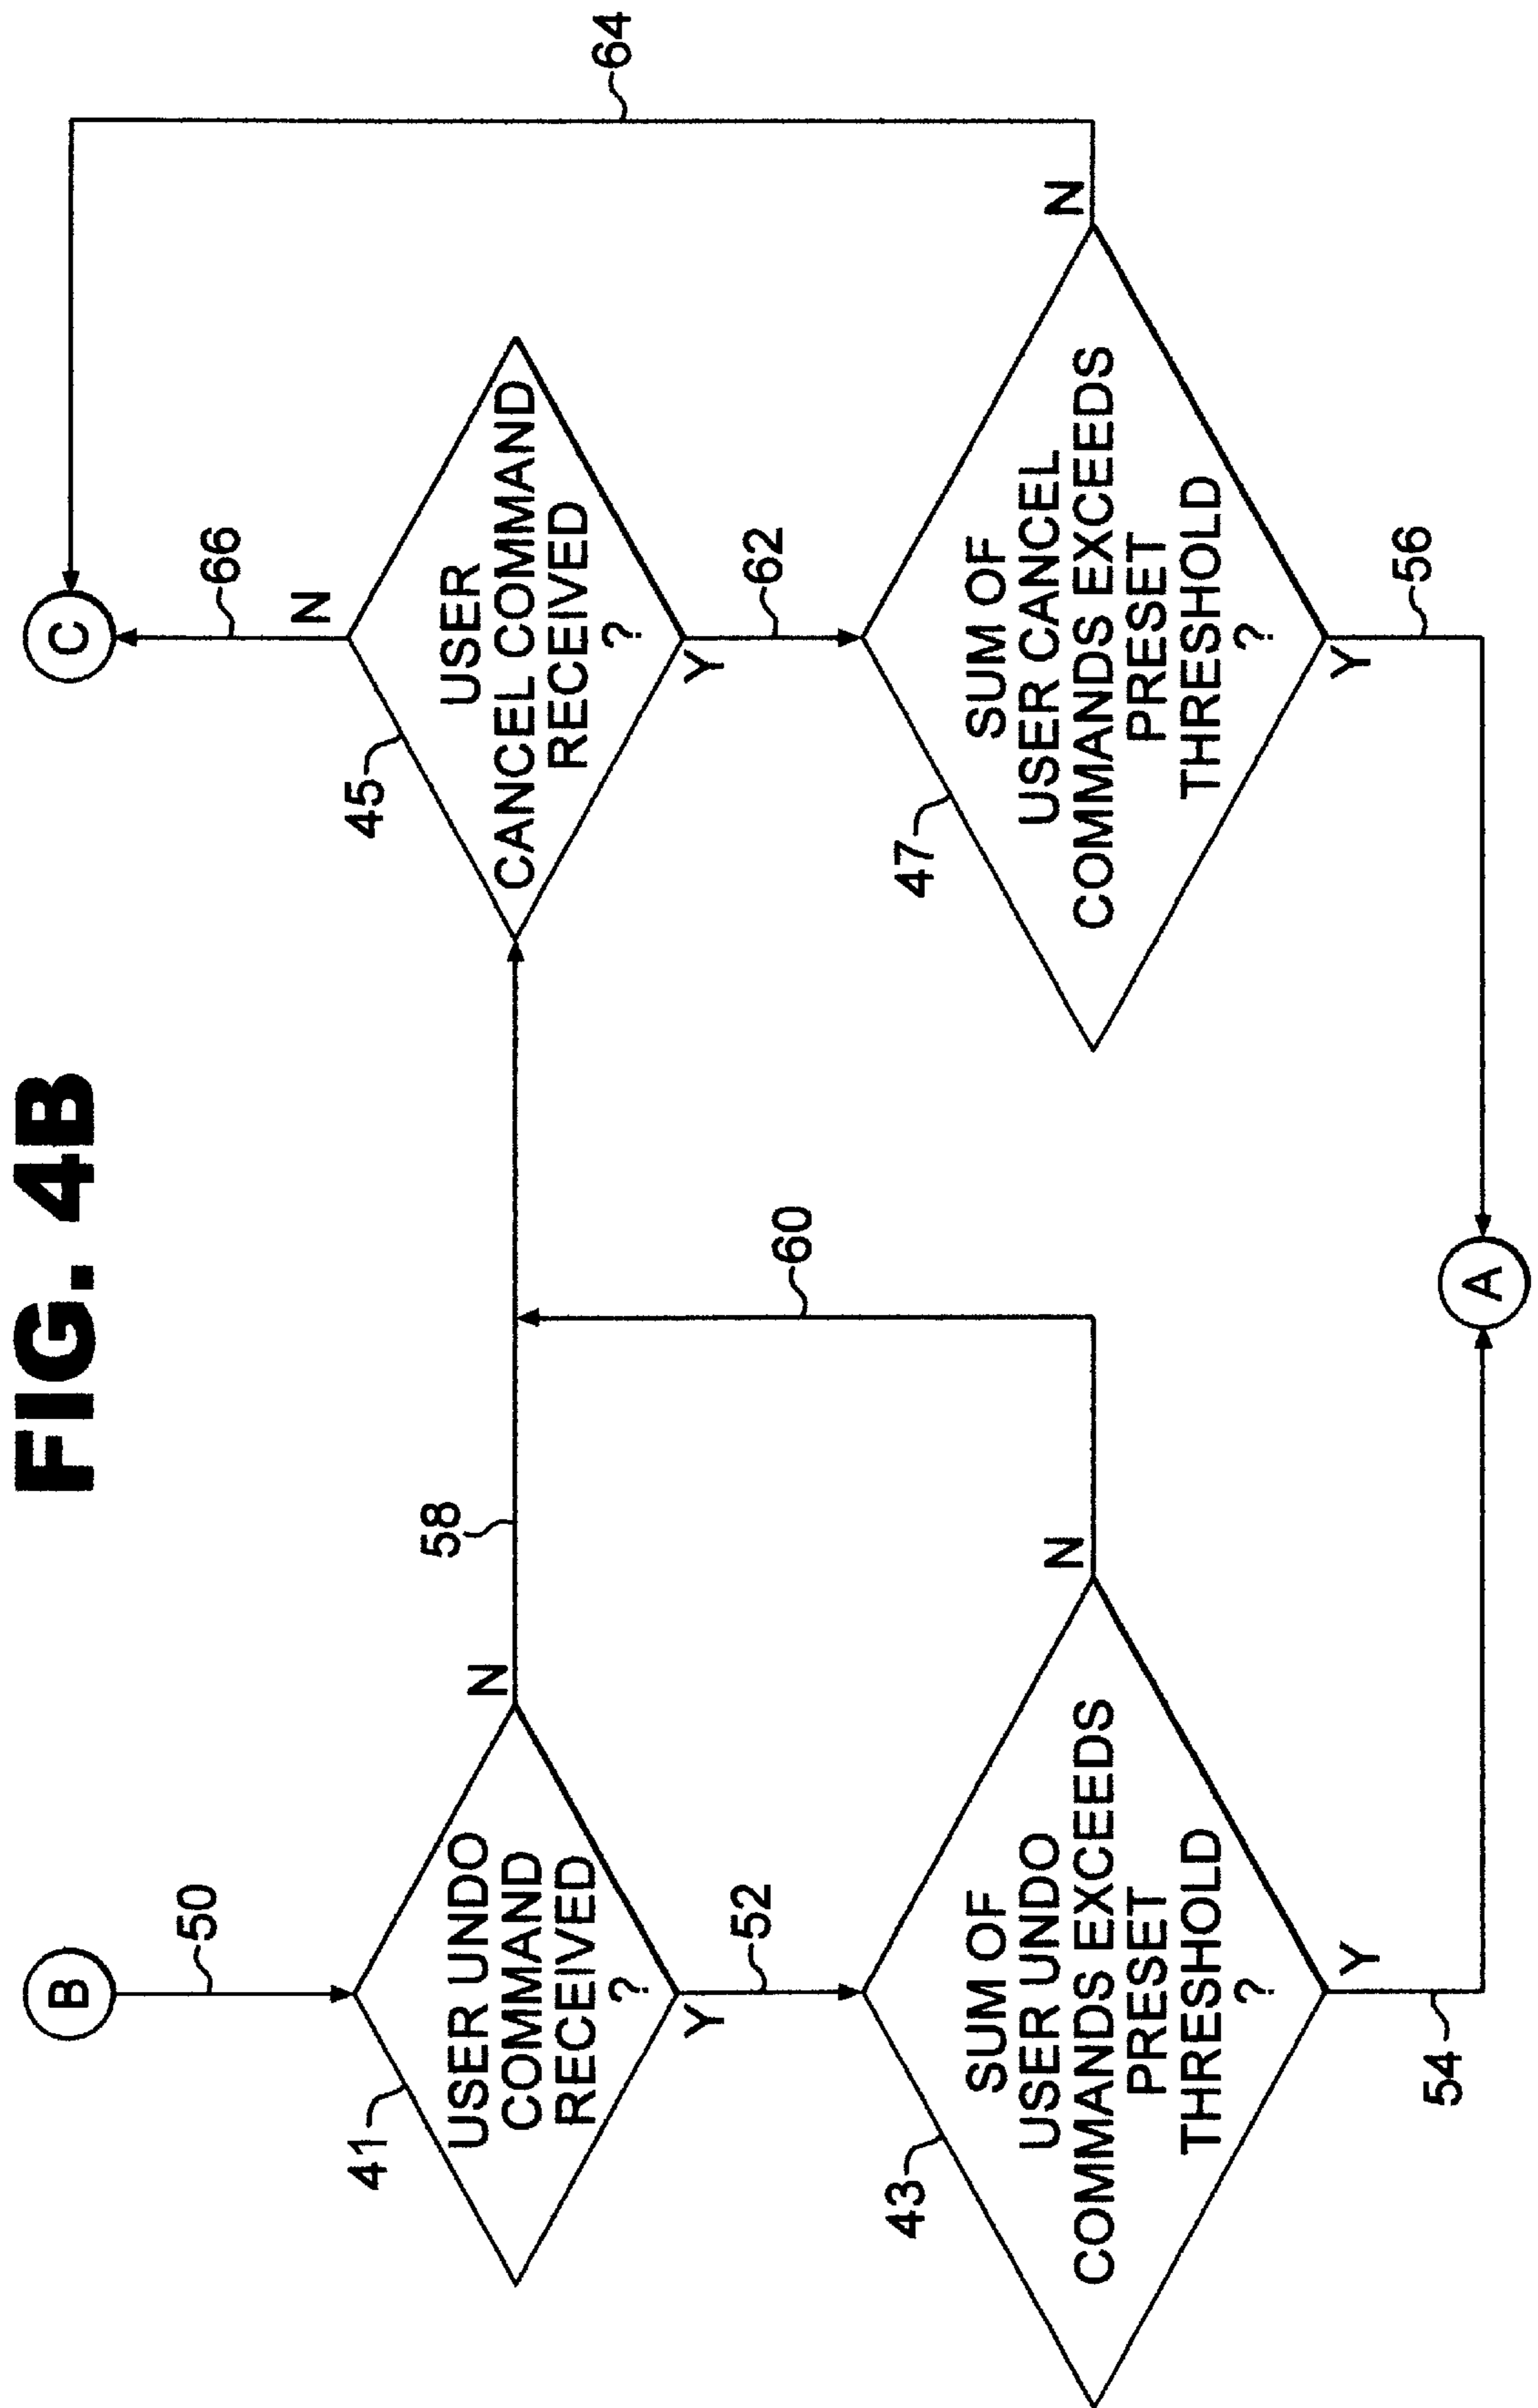 FIG. 4B
B
50
41
USER UNDO
COMMAND
RECEIVED
?
N
58
Y
52
43
SUM OF
USER UNDO
COMMANDS EXCEEDS
PRESET
THRESHOLD
?
N
60
Y
54
A
C
66
N
45
USER
CANCEL COMMAND
RECEIVED
?
Y
62
47
SUM OF
USER CANCEL
COMMANDS EXCEEDS
PRESET
THRESHOLD
?
N
64
Y
56